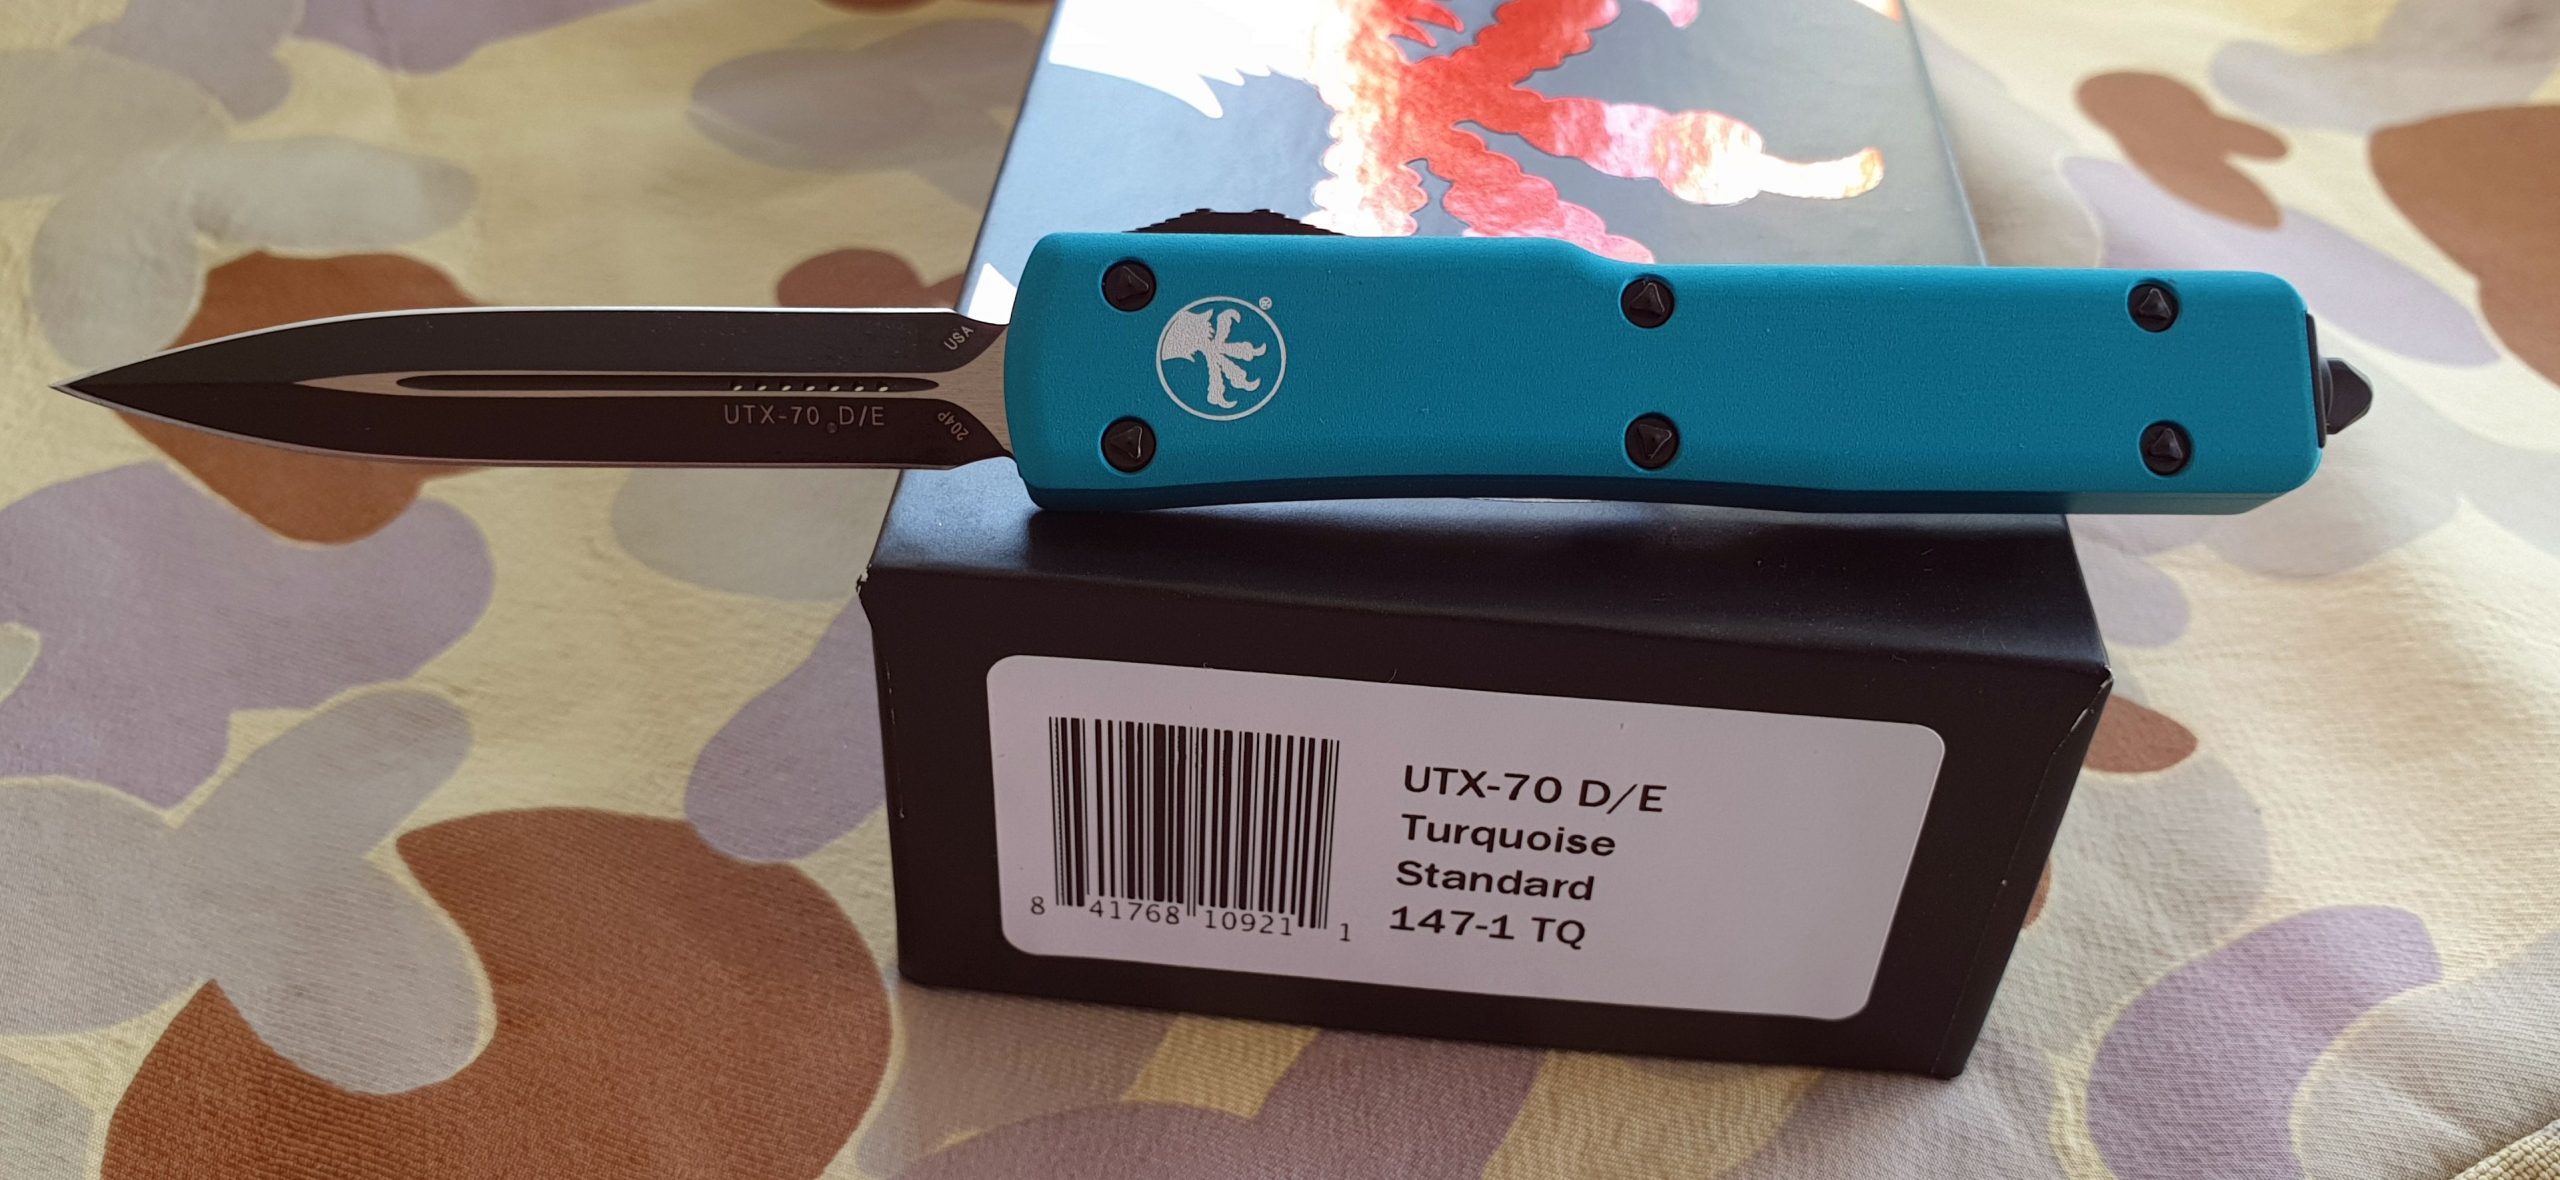 ®
USA
UTX-70 D/E
204P
UTX-70 D/E
Turquoise
Standard
147-1 TQ
8 41768 10921 1